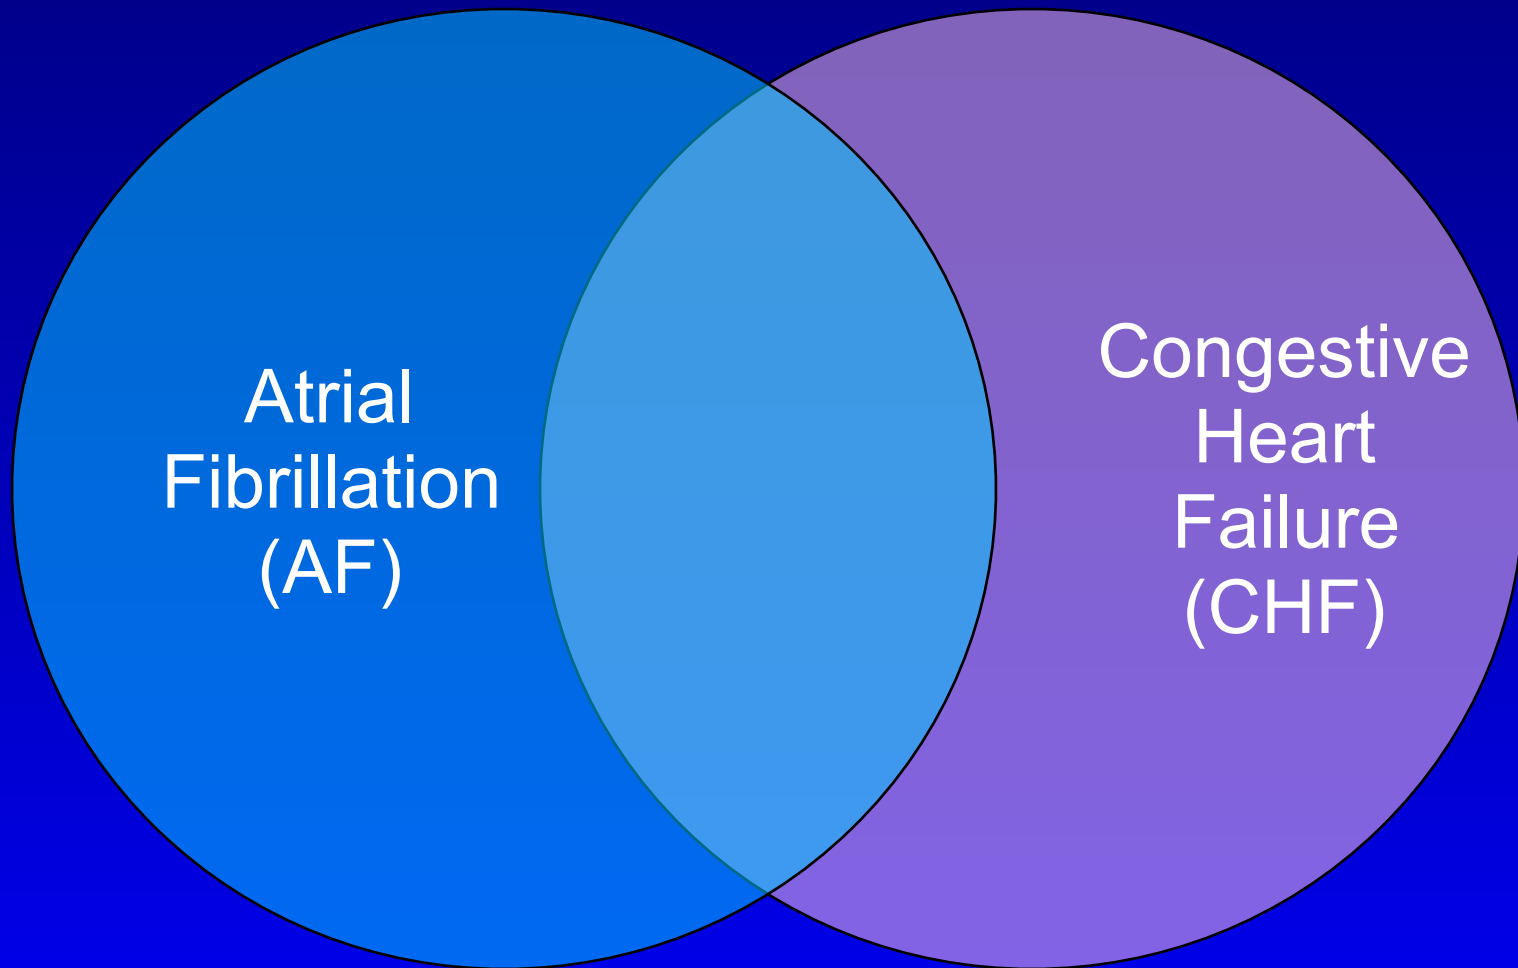 Atrial
Fibrillation
(AF)
Congestive
Heart
Failure
(CHF)